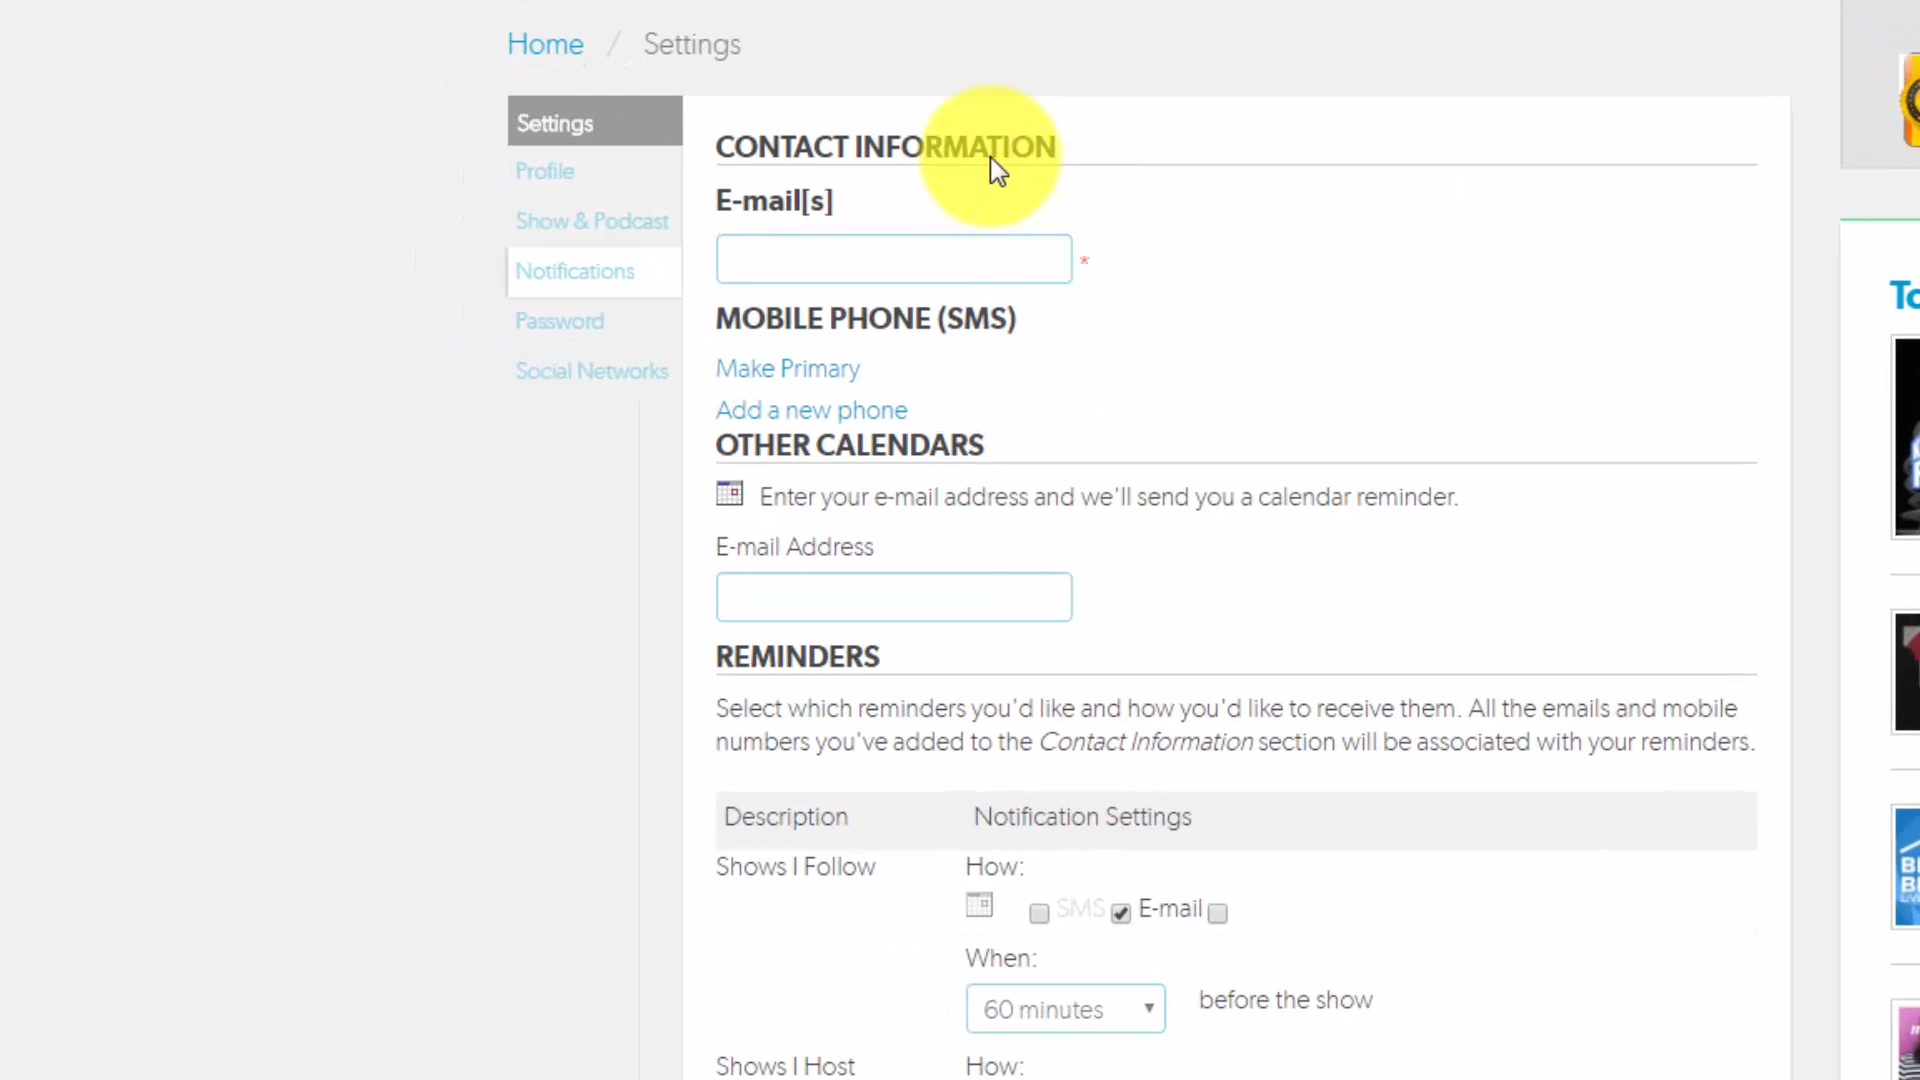 Home / Settings
Settings
Profile
Show & Podcast
Notifications
Password
Social Networks
CONTACT INFORMATION
E-mail[s]
*
MOBILE PHONE (SMS)
Make Primary
Add a new phone
OTHER CALENDARS
Enter your e-mail address and we'll send you a calendar reminder.
E-mail Address
REMINDERS
Select which reminders you'd like and how you'd like to receive them. All the emails and mobile
numbers you've added to the Contact Information section will be associated with your reminders.
Description Notification Settings
Shows I Follow How:
SMS E-mail
When:
60 minutes before the show
Shows I Host How: